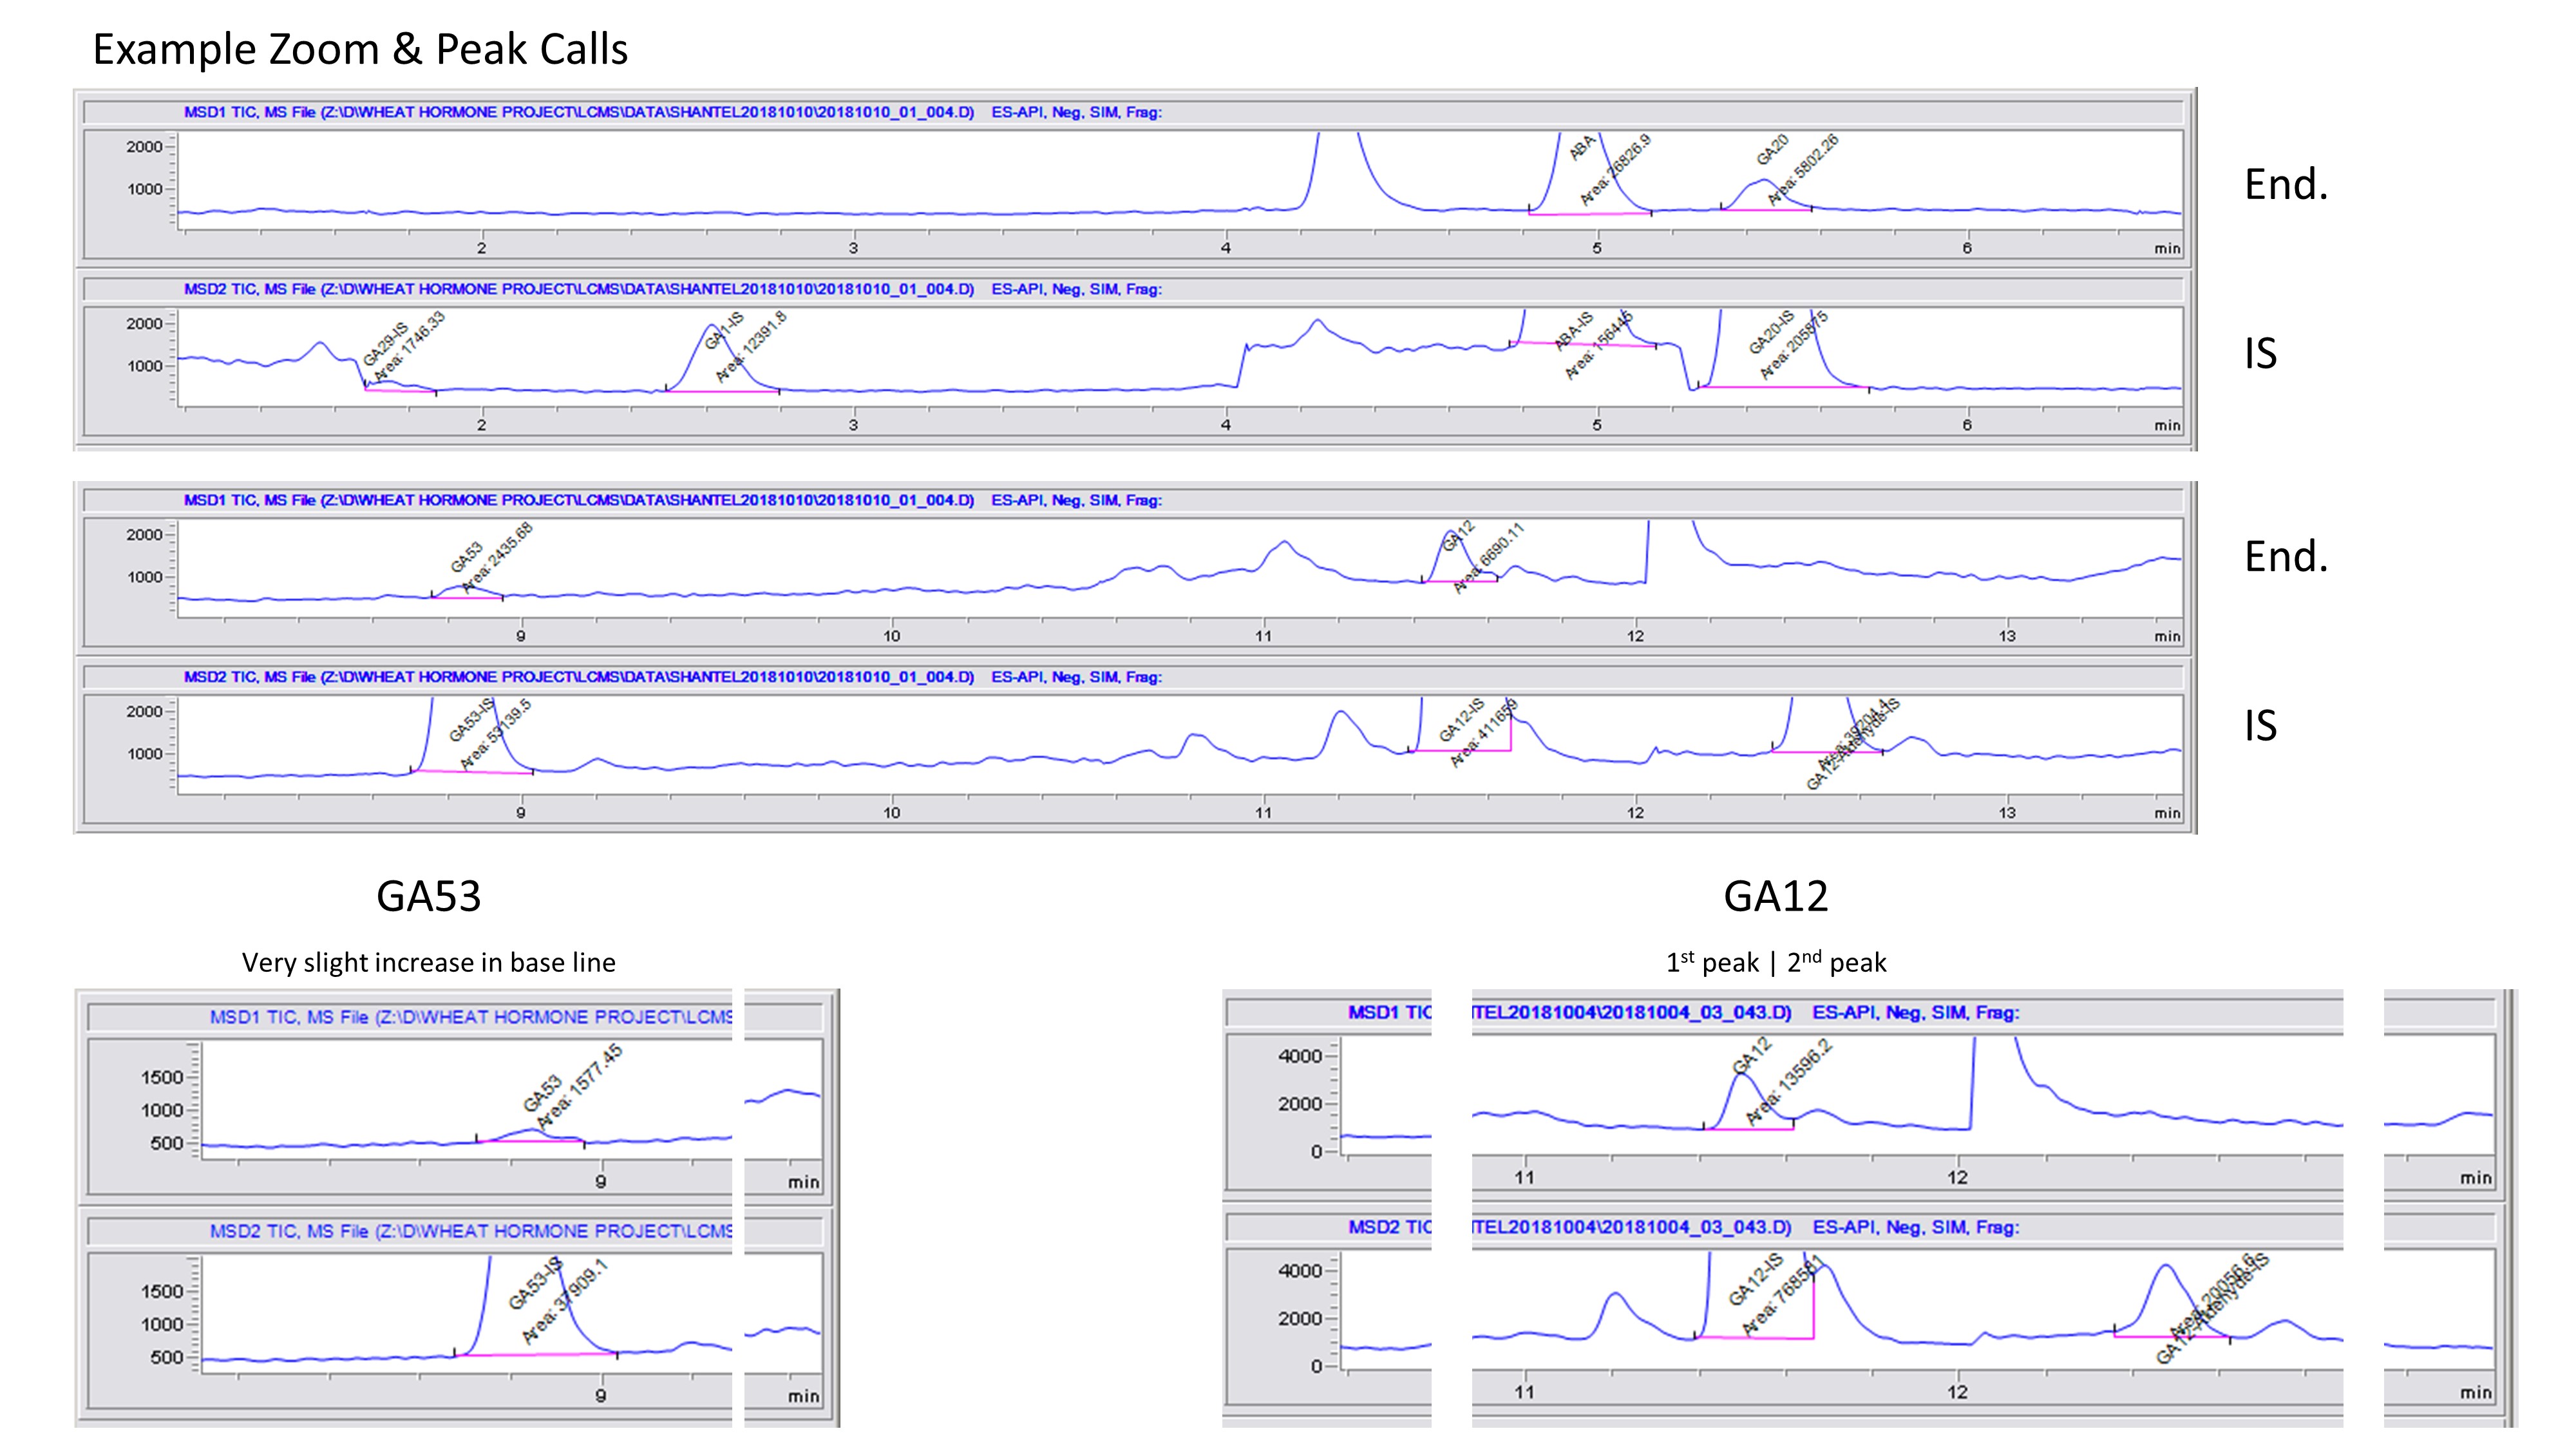 Example Zoom & Peak Calls
MSD1 TIC, MS File (Z:\D\WHEAT HORMONE PROJECT\LCMS\DATA\SHANTEL20181010\20181010_01_004.D) ES-API, Neg, SIM, Frag:
2000
1000
ABA
Area: 26826.9
GA20
Area: 5802.26
2 3 4 5 6 min
End.
MSD2 TIC, MS File (Z:\D\WHEAT HORMONE PROJECT\LCMS\DATA\SHANTEL20181010\20181010_01_004.D) ES-API, Neg, SIM, Frag:
2000
1000
GA29-IS
Area: 1746.33
GA1-IS
Area: 12391.8
ABA-IS
Area: 156445
GA20-IS
Area: 205875
2 3 4 5 6 min
IS
MSD1 TIC, MS File (Z:\D\WHEAT HORMONE PROJECT\LCMS\DATA\SHANTEL20181010\20181010_01_004.D) ES-API, Neg, SIM, Frag:
2000
1000
GA53
Area: 2435.68
GA12
Area: 6690.11
9 10 11 12 13 min
End.
MSD2 TIC, MS File (Z:\D\WHEAT HORMONE PROJECT\LCMS\DATA\SHANTEL20181010\20181010_01_004.D) ES-API, Neg, SIM, Frag:
2000
1000
GA53-IS
Area: 53139.5
GA12-IS
Area: 411659
Area: 39204.4
GA12-Aldehyde-IS
9 10 11 12 13 min
IS
GA53
Very slight increase in base line
MSD1 TIC, MS File (Z:\D\WHEAT HORMONE PROJECT\LCMS
1500
1000
500
GA53
Area: 1577.45
9 min
MSD2 TIC, MS File (Z:\D\WHEAT HORMONE PROJECT\LCMS
1500
1000
500
GA53-IS
Area: 37909.1
9 min
GA12
1st peak | 2nd peak
MSD1 TIC TEL20181004\20181004_03_043.D) ES-API, Neg, SIM, Frag:
4000
2000
0
GA12
Area: 13596.2
11 12 min
MSD2 TIC TEL20181004\20181004_03_043.D) ES-API, Neg, SIM, Frag:
4000
2000
0
GA12-IS
Area:
Area: 20056.6
GA12-Aldehyde-IS
11 12 min